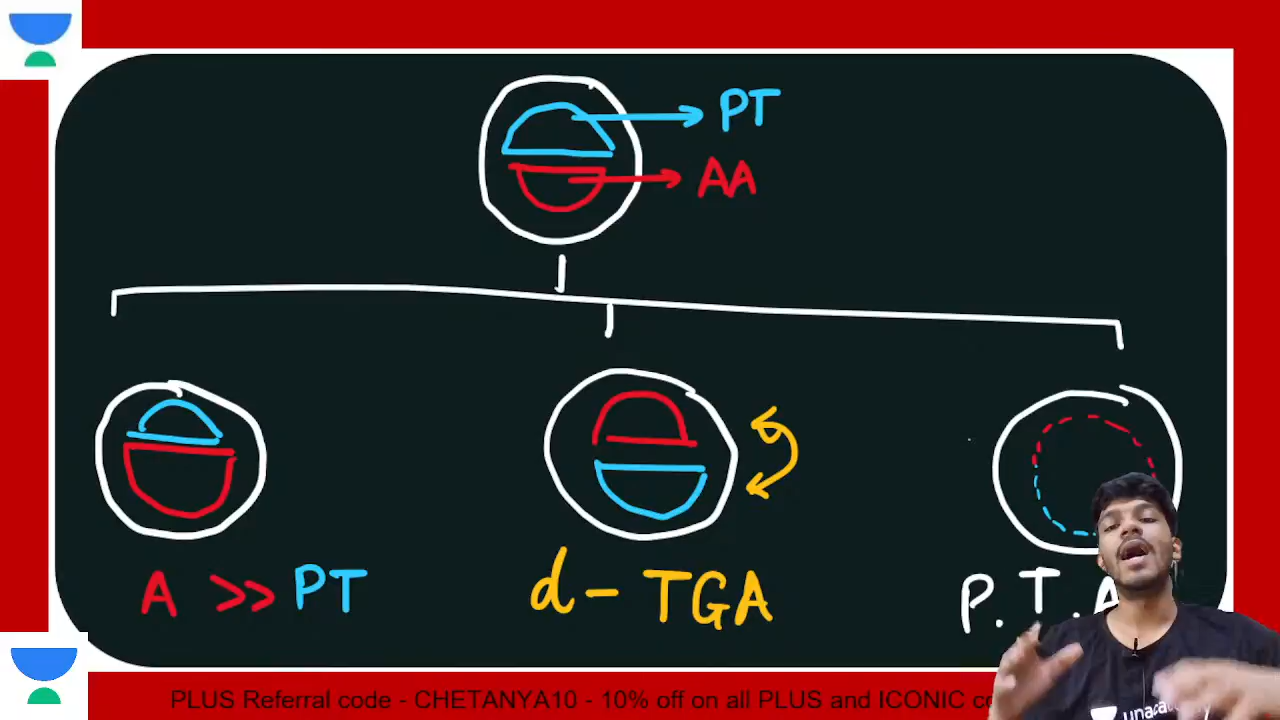 PT
AA
A >> PT
d - TGA
P.T.A
PLUS Referral code - CHETANYA10 - 10% off on all PLUS and ICONIC